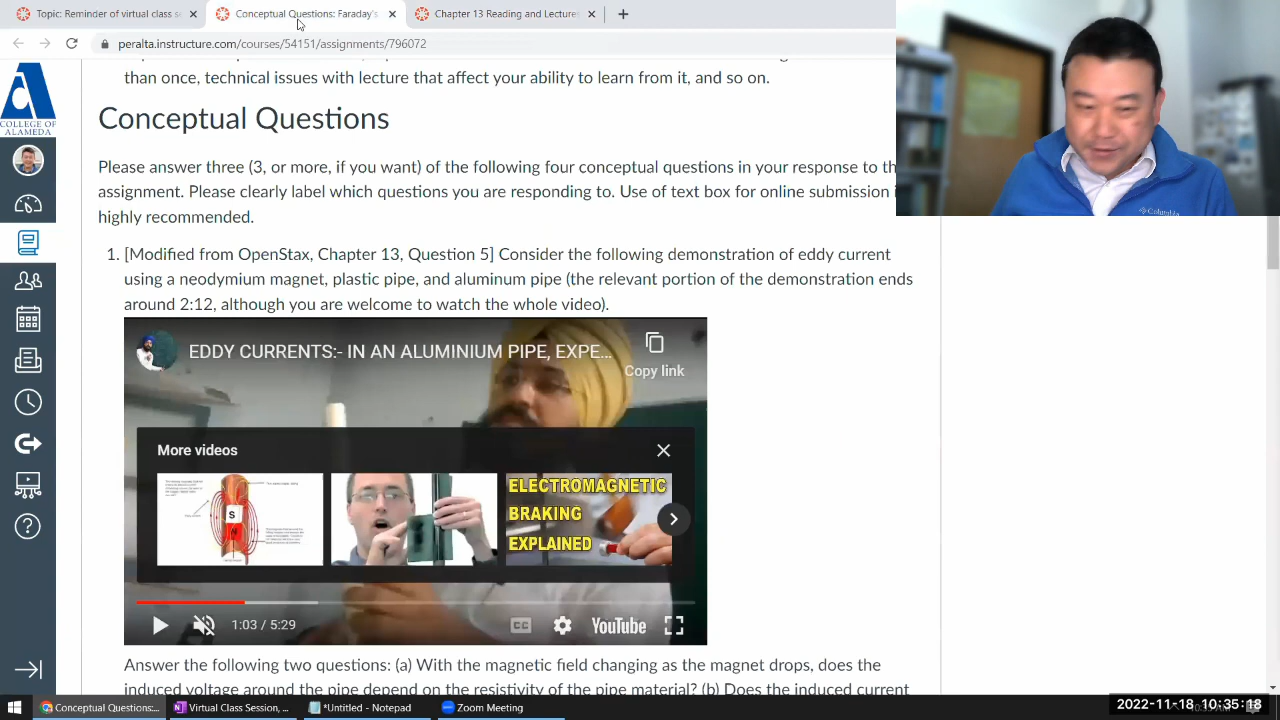 Topic: Reminder of virtual class s
Conceptual Questions: Faraday's
Chapter 13 Reading and Lecture
peralta.instructure.com/courses/54151/assignments/796072
than once, technical issues with lecture that affect your ability to learn from it, and so on.
COLLEGE OF
ALAMEDA
Conceptual Questions
Please answer three (3, or more, if you want) of the following four conceptual questions in your response to th
assignment. Please clearly label which questions you are responding to. Use of text box for online submission
highly recommended.
Columbia
1. [Modified from OpenStax, Chapter 13, Question 5] Consider the following demonstration of eddy current
using a neodymium magnet, plastic pipe, and aluminum pipe (the relevant portion of the demonstration ends
around 2:12, although you are welcome to watch the whole video).
EDDY CURRENTS:- IN AN ALUMINIUM PIPE, EXPE...
Copy link
More videos
S
ELECTROMAGNETIC
BRAKING
EXPLAINED
1:03 / 5:29
CC
YouTube
Answer the following two questions: (a) With the magnetic field changing as the magnet drops, does the
induced voltage around the pipe depend on the resistivity of the pipe material? (b) Does the induced current
Conceptual Questions:...
Virtual Class Session, ...
*Untitled - Notepad
Zoom Meeting
2022-11-18 10:35:18